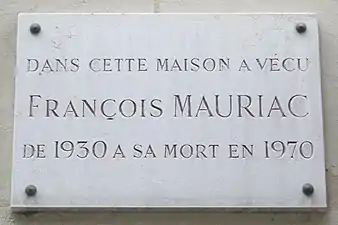 DANS CETTE MAISON A VÉCU
FRANÇOIS MAURIAC
DE 1930 A SA MORT EN 1970